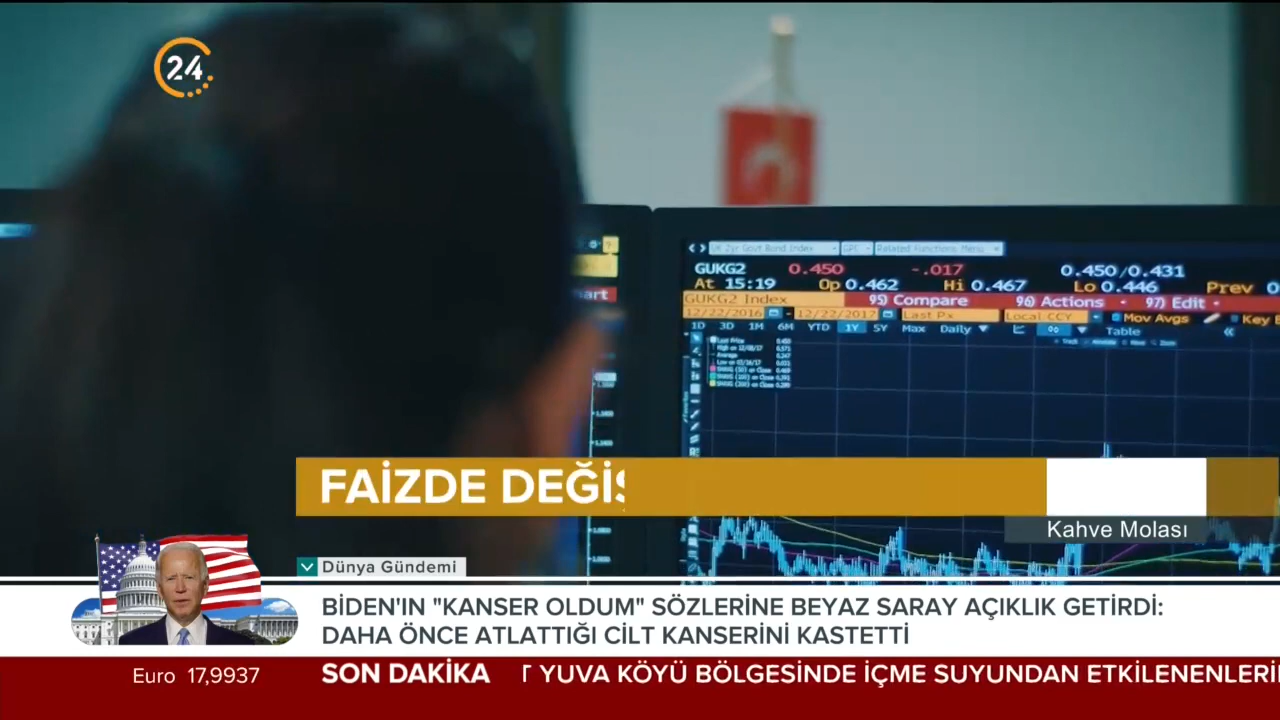 24
GUKG2 0.450 -.017 0.450/0.431
At 15:19 Op 0.462 Hi 0.467 Lo 0.446 Prev 0
GUKG2 Index 95) Compare 96) Actions 97) Edit
12/22/2016 - 12/22/2017 Last Px Local CCY Mov Avgs Key
1D 3D 1M 6M YTD 1Y 5Y Max Daily Table
FAİZDE DEĞİŞ
Kahve Molası
Dünya Gündemi
BİDEN'IN "KANSER OLDUM" SÖZLERİNE BEYAZ SARAY AÇIKLIK GETİRDİ:
DAHA ÖNCE ATLATTIĞI CİLT KANSERİNİ KASTETTİ
Euro 17,9937
SON DAKİKA T YUVA KÖYÜ BÖLGESİNDE İÇME SUYUNDAN ETKİLENENLERİ